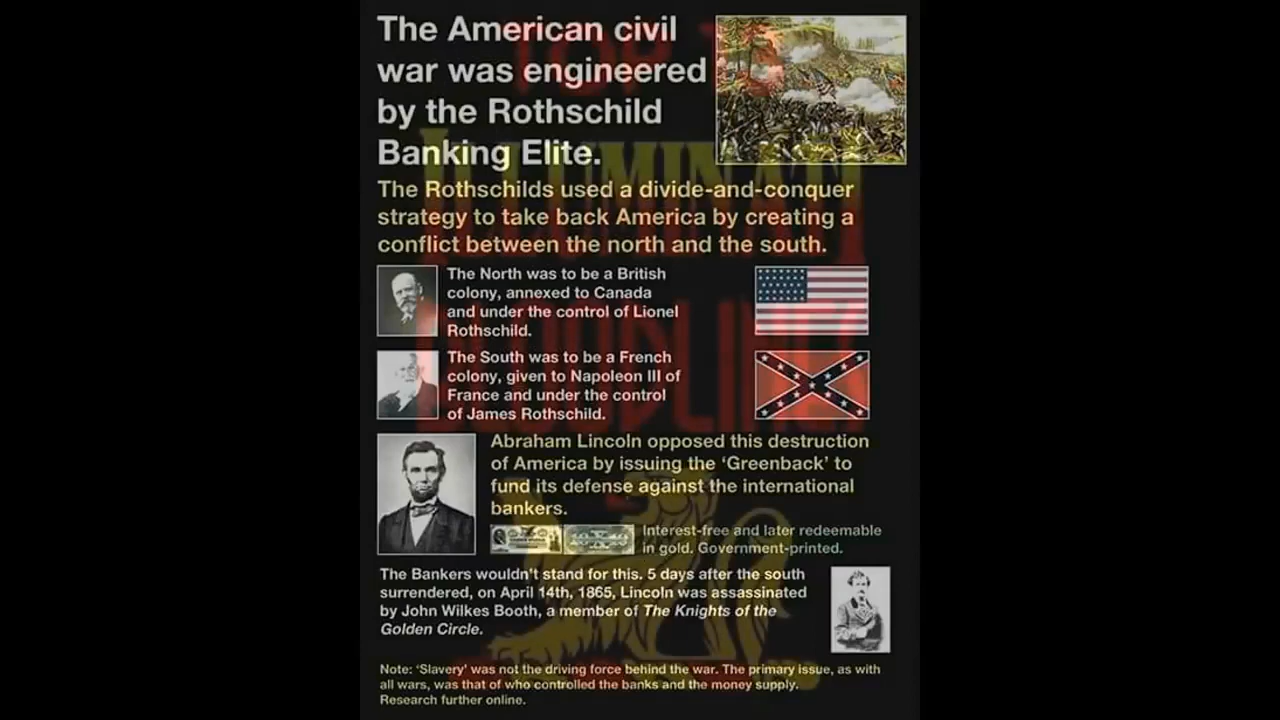 The American civil
war was engineered
by the Rothschild
Banking Elite.
The Rothschilds used a divide-and-conquer
strategy to take back America by creating a
conflict between the north and the south.
The North was to be a British
colony, annexed to Canada
and under the control of Lionel
Rothschild.
The South was to be a French
colony, given to Napoleon III of
France and under the control
of James Rothschild.
Abraham Lincoln opposed this destruction
of America by issuing the ‘Greenback’ to
fund its defense against the international
bankers.
Interest-free and later redeemable
in gold. Government-printed.
The Bankers wouldn't stand for this. 5 days after the south
surrendered, on April 14th, 1865, Lincoln was assassinated
by John Wilkes Booth, a member of The Knights of the
Golden Circle.
Note: ‘Slavery’ was not the driving force behind the war. The primary issue, as with
all wars, was that of who controlled the banks and the money supply.
Research further online.
TOP
ILLUMINATI
BLOODLINE